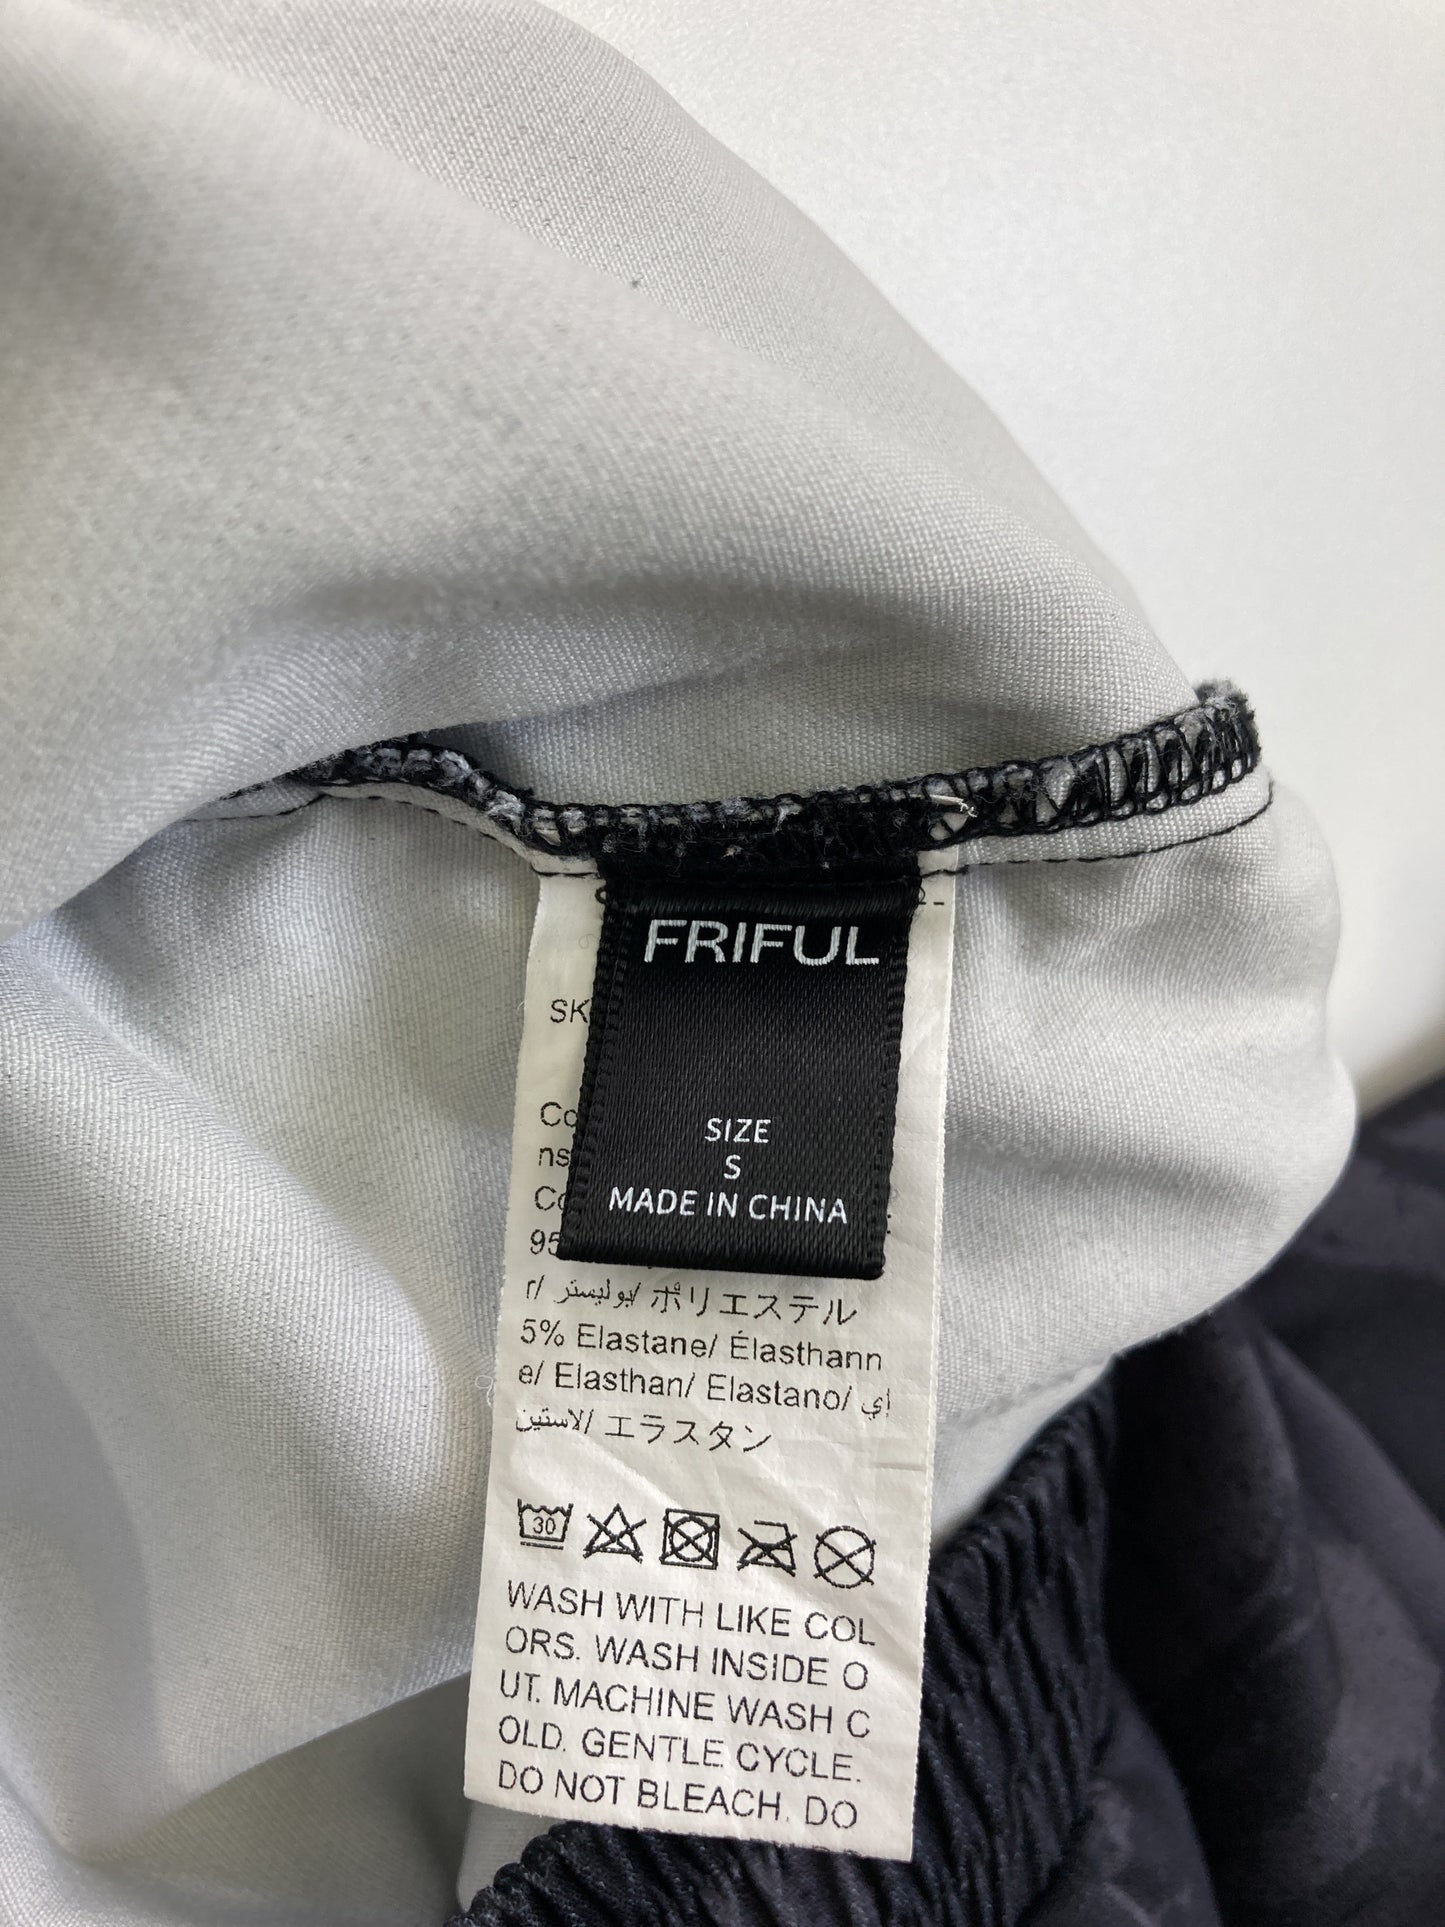 FRIFUL
SIZE
S
MADE IN CHINA
SK
Co
ns
Co
95
r/ بوليستر/ ポリエステル
5% Elastane/ Élasthann
e/ Elasthan/ Elastano/ إي
لاستين/ エラスタン
30
WASH WITH LIKE COL
ORS. WASH INSIDE O
UT. MACHINE WASH C
OLD. GENTLE CYCLE.
DO NOT BLEACH. DO